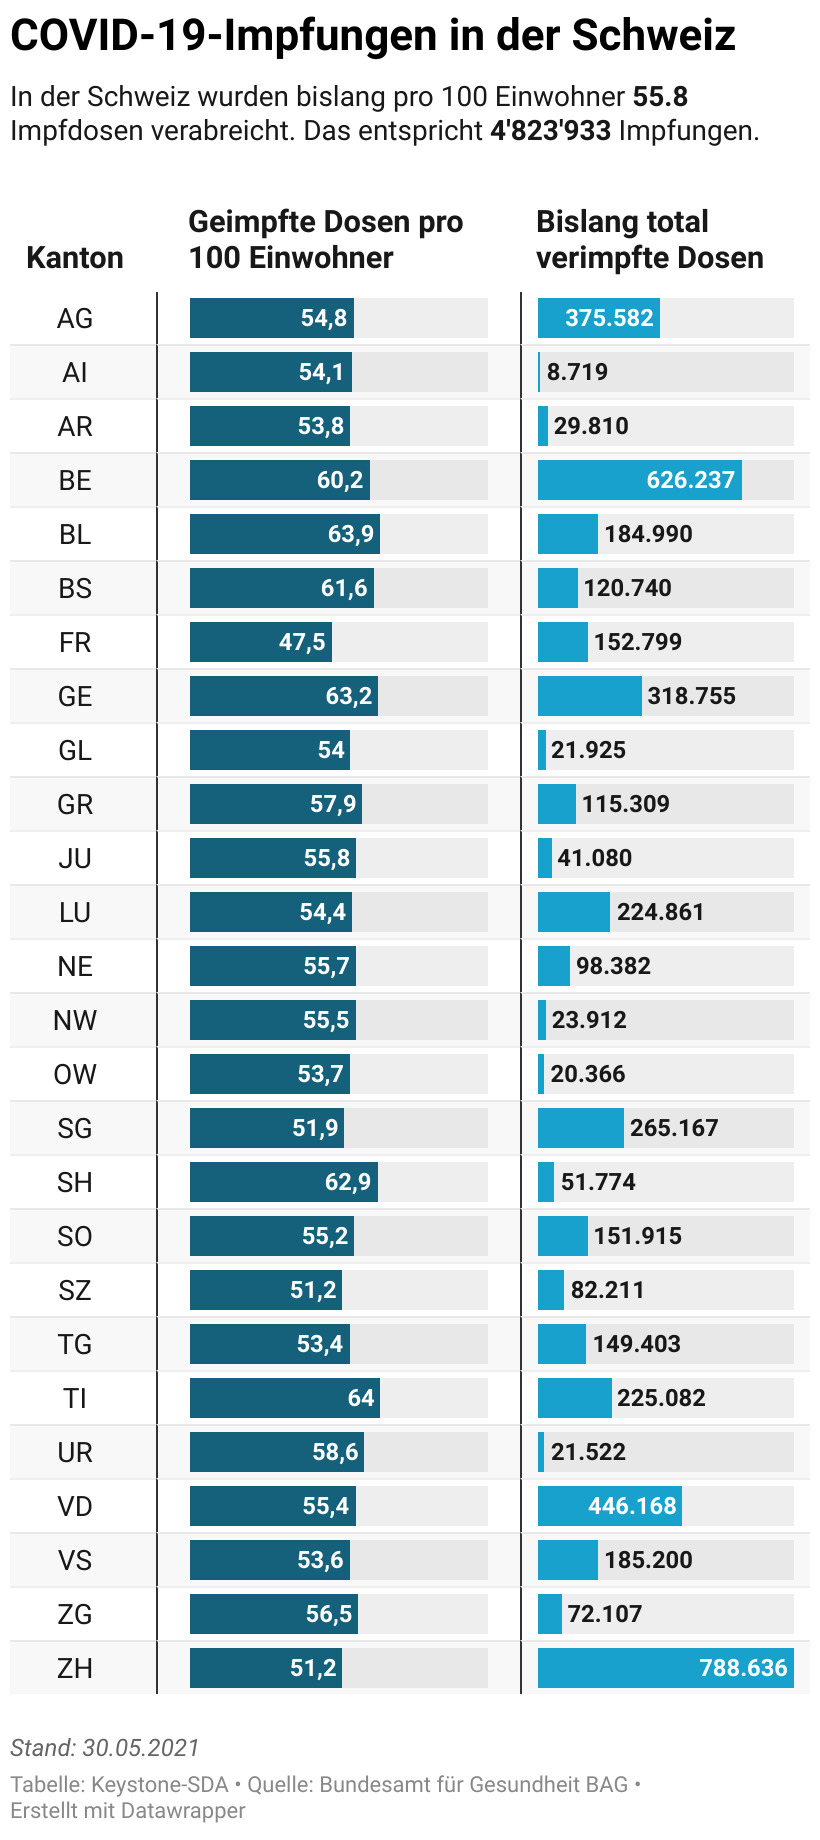 COVID-19-Impfungen in der Schweiz
In der Schweiz wurden bislang pro 100 Einwohner 55.8
Impfdosen verabreicht. Das entspricht 4'823'933 Impfungen.
Kanton Geimpfte Dosen pro 100 Einwohner Bislang total verimpfte Dosen
AG 54,8 375.582
AI 54,1 8.719
AR 53,8 29.810
BE 60,2 626.237
BL 63,9 184.990
BS 61,6 120.740
FR 47,5 152.799
GE 63,2 318.755
GL 54 21.925
GR 57,9 115.309
JU 55,8 41.080
LU 54,4 224.861
NE 55,7 98.382
NW 55,5 23.912
OW 53,7 20.366
SG 51,9 265.167
SH 62,9 51.774
SO 55,2 151.915
SZ 51,2 82.211
TG 53,4 149.403
TI 64 225.082
UR 58,6 21.522
VD 55,4 446.168
VS 53,6 185.200
ZG 56,5 72.107
ZH 51,2 788.636
Stand: 30.05.2021
Tabelle: Keystone-SDA • Quelle: Bundesamt für Gesundheit BAG •
Erstellt mit Datawrapper